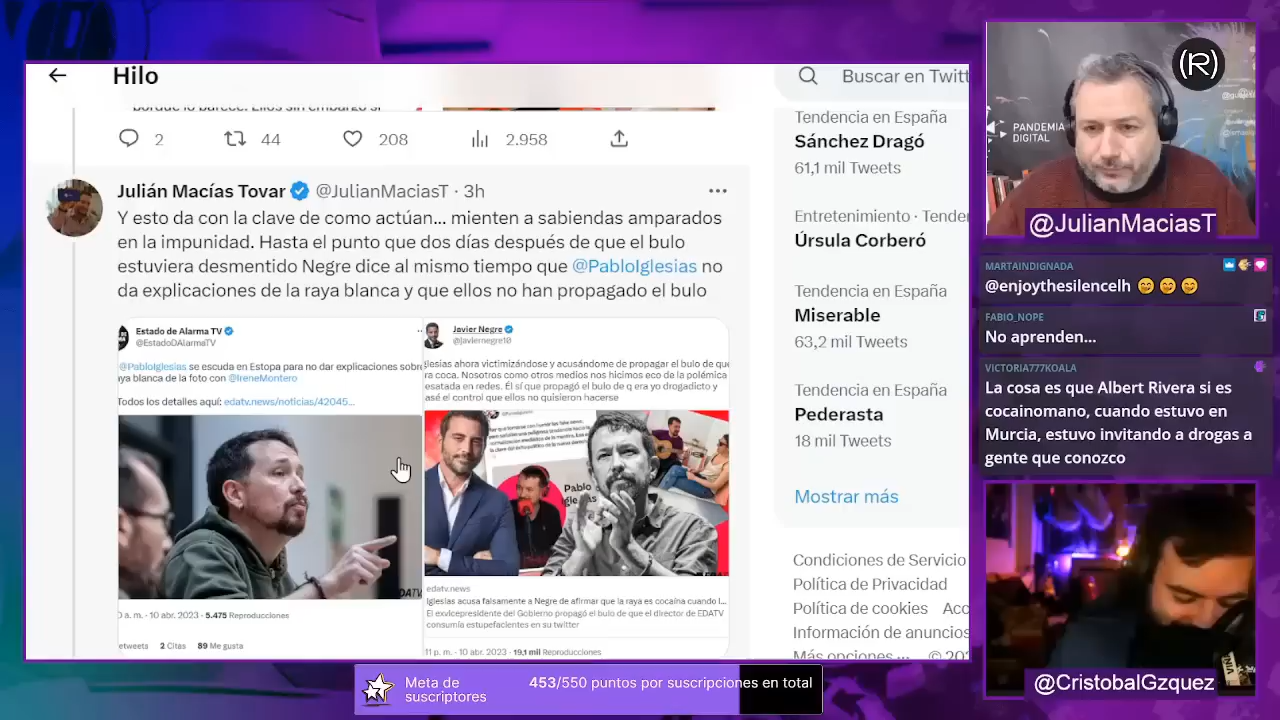 Hilo
Buscar en Twitt
2
44
208
2.958
Julián Macías Tovar @JulianMaciasT · 3h
Y esto da con la clave de como actúan... mienten a sabiendas amparados
en la impunidad. Hasta el punto que dos días después de que el bulo
estuviera desmentido Negre dice al mismo tiempo que @PabloIglesias no
da explicaciones de la raya blanca y que ellos no han propagado el bulo
Estado de Alarma TV
@EstadoDAlarmaTV
@PabloIglesias se escuda en Estopa para no dar explicaciones sobre
aya blanca de la foto con @IreneMontero
Todos los detalles aquí: edatv.news/noticias/42045...
0 a. m. · 10 abr. 2023 · 5.475 Reproducciones
etweets 2 Citas 89 Me gusta
Javier Negre
@javiernegre10
glesias ahora victimizándose y acusándome de propagar el bulo de que
ra coca. Nosotros como otros medios nos hicimos eco de la polémica
esatada en redes. Él sí que propagó el bulo de q era yo drogadicto y
asé el control que ellos no quisieron hacerse
edatv.news
Iglesias acusa falsamente a Negre de afirmar que la raya es cocaína cuando l...
El exvicepresidente del Gobierno propagó el bulo de que el director de EDATV
consumía estupefacientes en su twitter
11 p. m. · 10 abr. 2023 · 19,1 mil Reproducciones
Tendencia en España
Sánchez Dragó
61,1 mil Tweets
Entretenimiento · Tenden
Úrsula Corberó
Tendencia en España
Miserable
63,2 mil Tweets
Tendencia en España
Pederasta
18 mil Tweets
Mostrar más
Condiciones de Servicio
Política de Privacidad
Política de cookies Acc
Información de anuncios
Más opciones ... © 202
(R)
PANDEMIA
DIGITAL
@JulianMaciasT
MARTAINDIGNADA
@enjoythesilencelh 😊😊😊
FABIO_NOPE
No aprenden...
VICTORIA777KOALA
La cosa es que Albert Rivera si es
cocainomano, cuando estuvo en
Murcia, estuvo invitando a drogas a
gente que conozco
@CristobalGzquez
Meta de
suscriptores
453/550 puntos por suscripciones en total